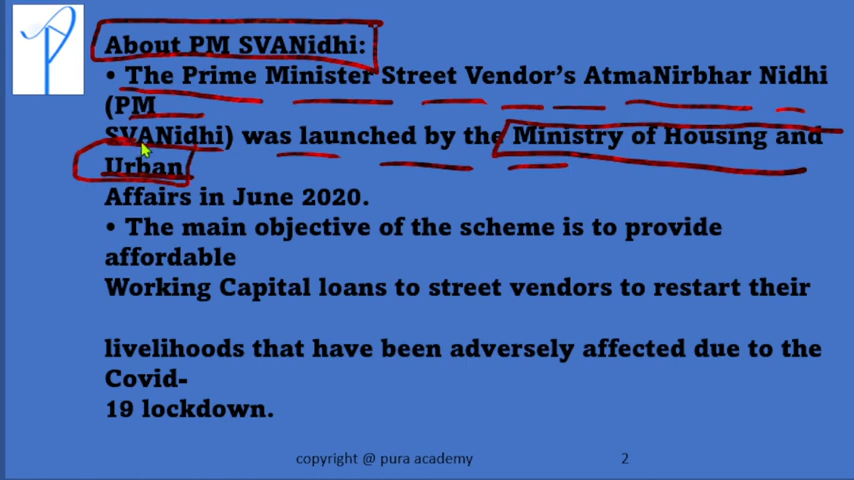 About PM SVANidhi:
• The Prime Minister Street Vendor's AtmaNirbhar Nidhi
(PM
SVANidhi) was launched by the Ministry of Housing and
Urban
Affairs in June 2020.
• The main objective of the scheme is to provide
affordable
Working Capital loans to street vendors to restart their
livelihoods that have been adversely affected due to the
Covid-
19 lockdown.
copyright @ pura academy 2